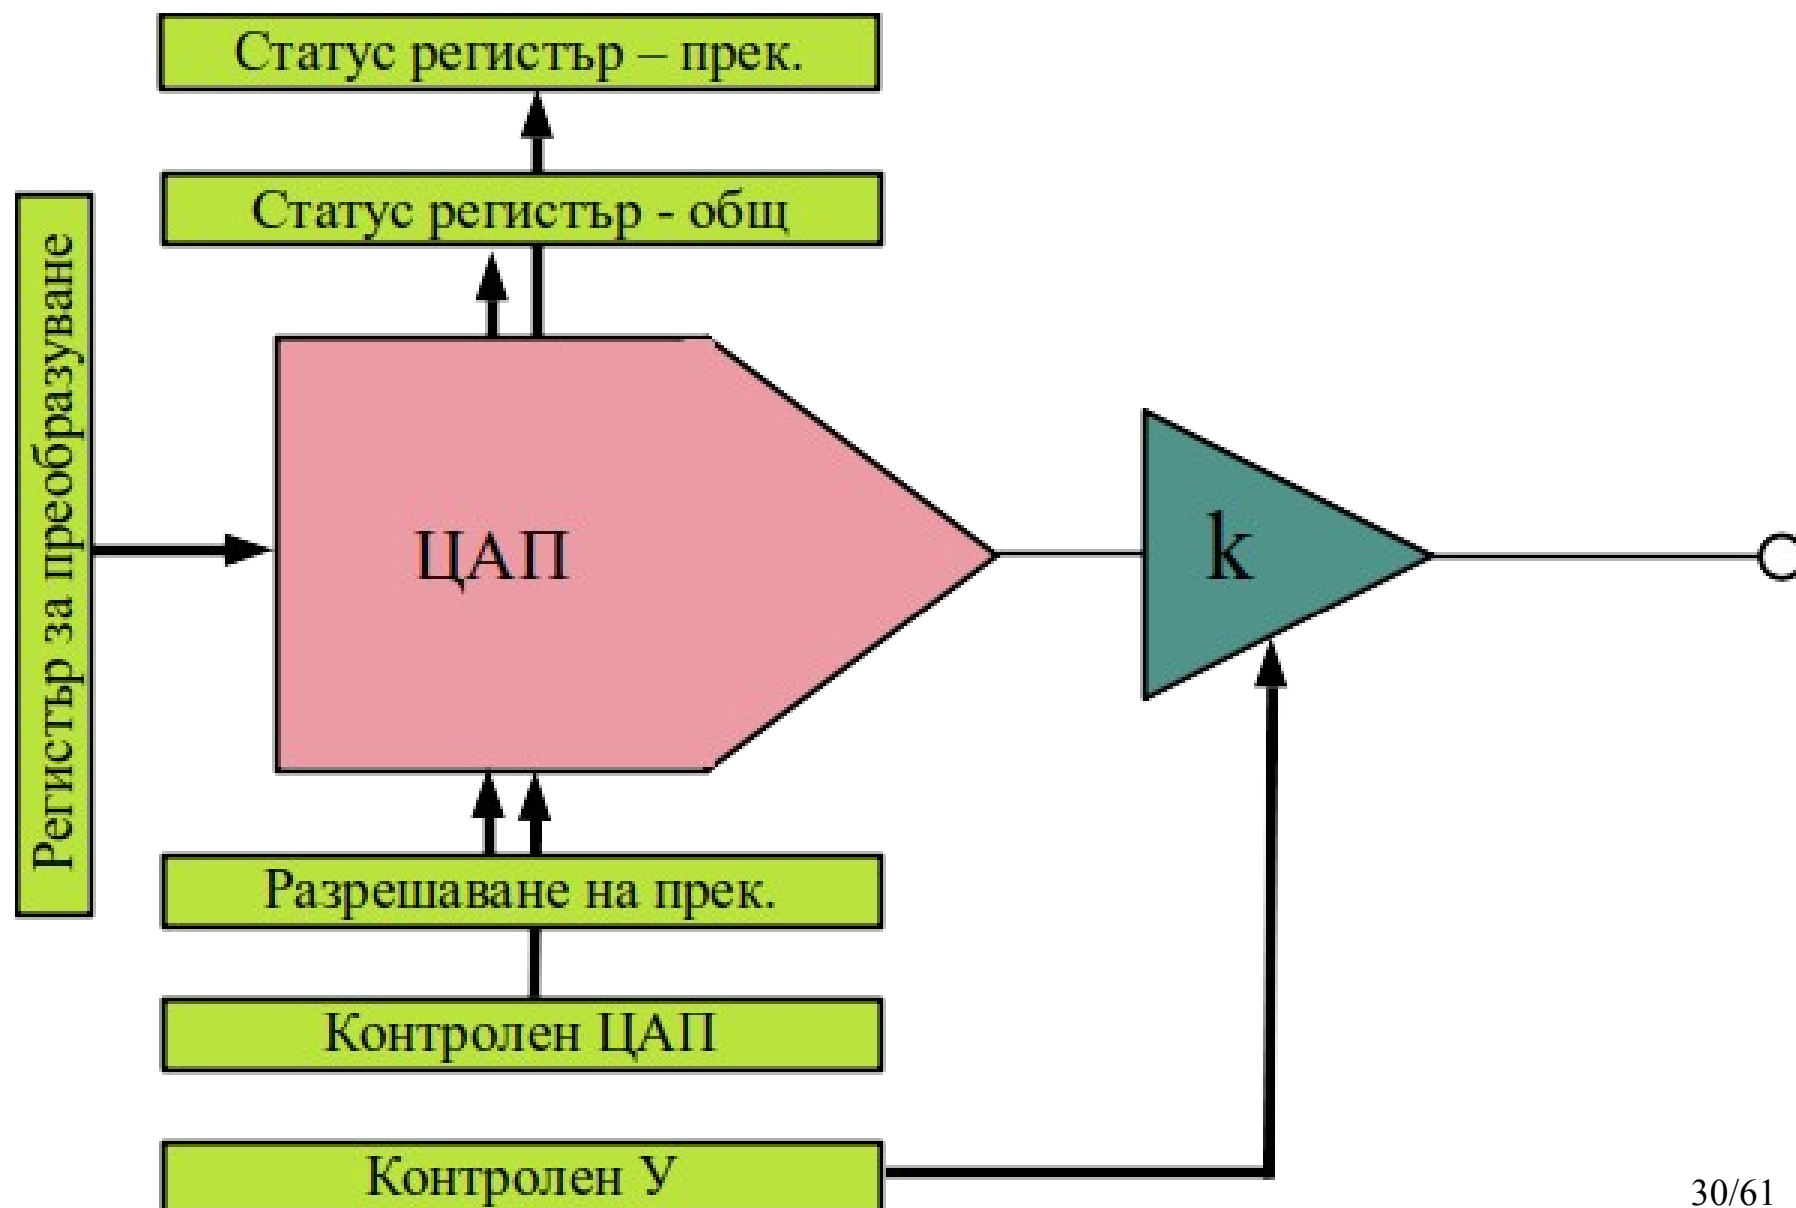 Статус регистър – прек.
Статус регистър - общ
Регистър за преобразуване
ЦАП
k
Разрешаване на прек.
Контролен ЦАП
Контролен У
30/61